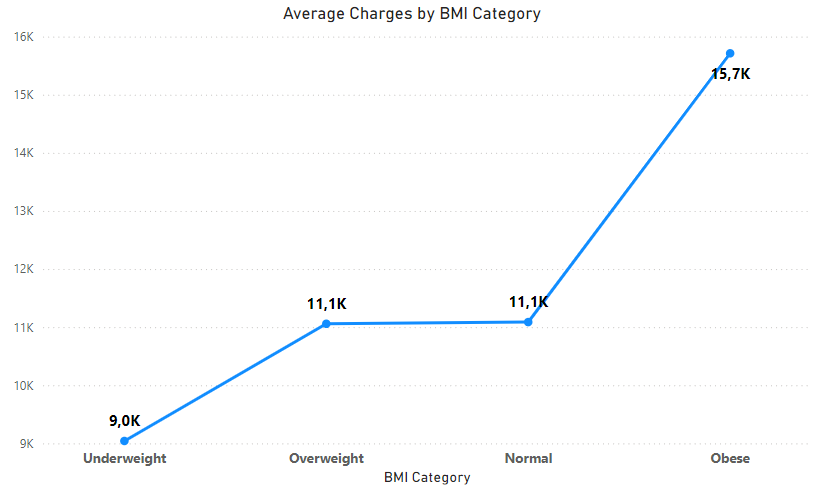 Average Charges by BMI Category
16K
15K
14K
13K
12K
11K
10K
9K
9,0K
11,1K
11,1K
15,7K
Underweight
Overweight
Normal
Obese
BMI Category